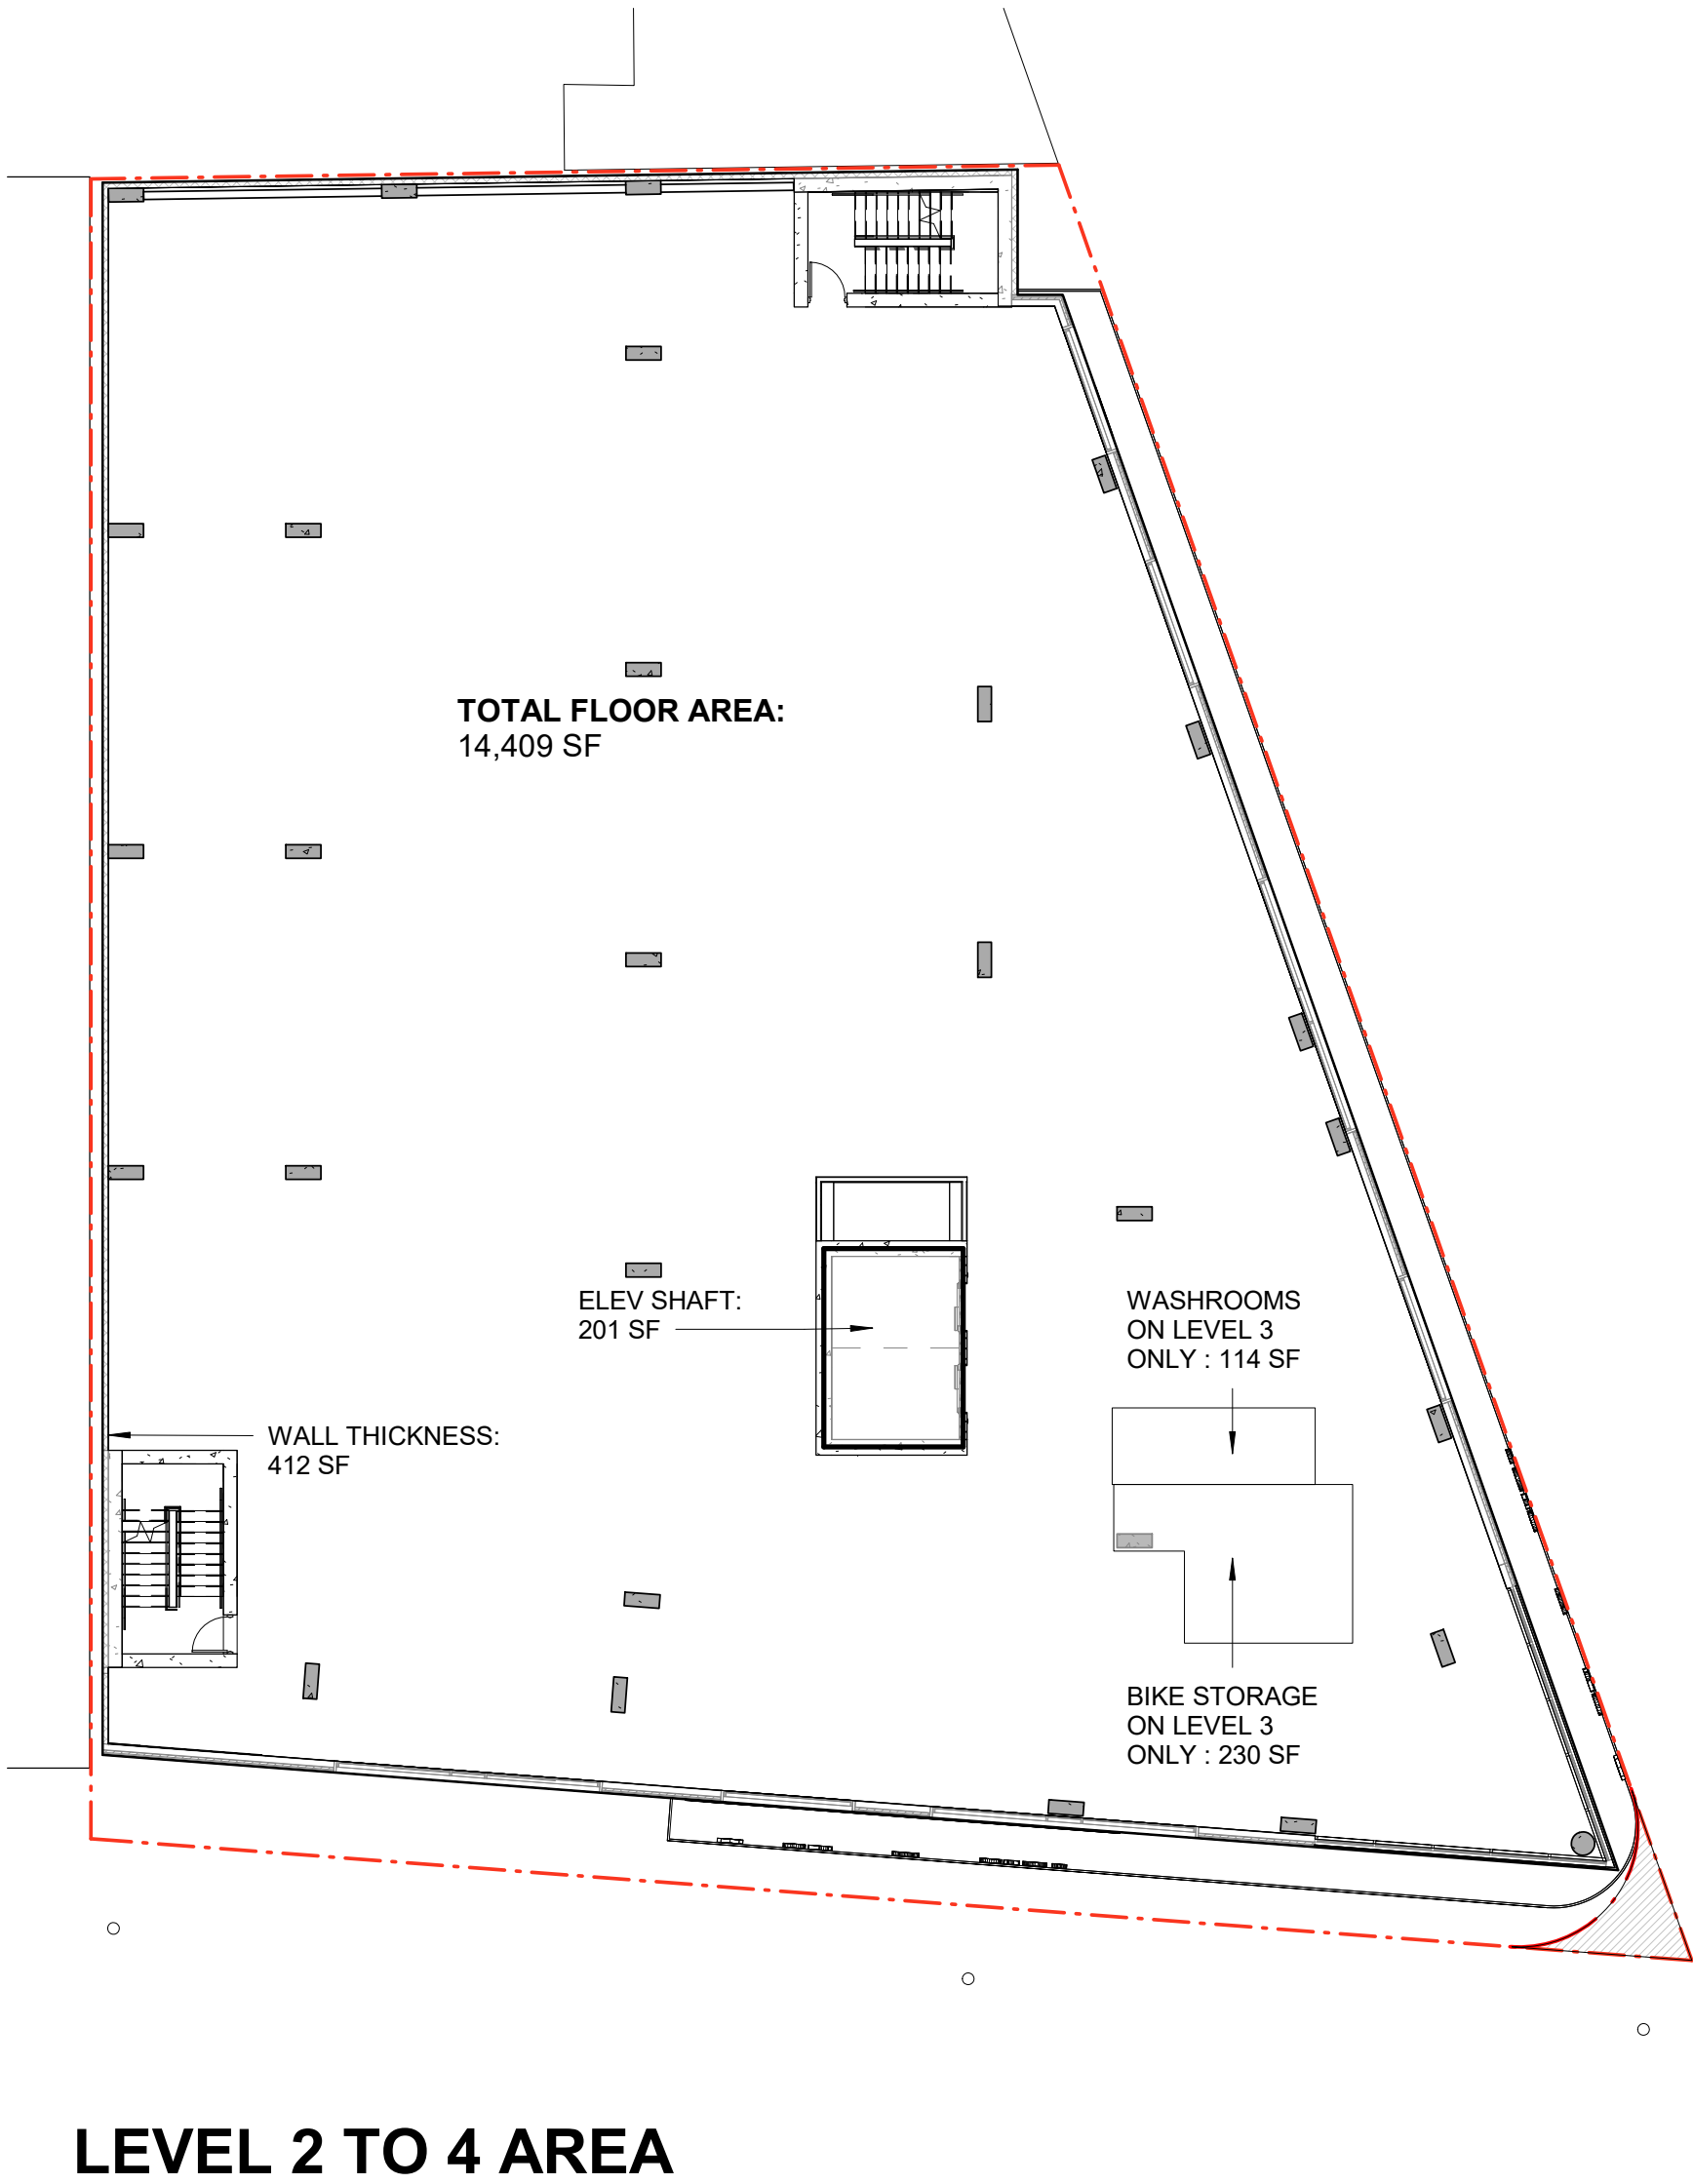 TOTAL FLOOR AREA:
14,409 SF
ELEV SHAFT:
201 SF
WASHROOMS
ON LEVEL 3
ONLY : 114 SF
WALL THICKNESS:
412 SF
BIKE STORAGE
ON LEVEL 3
ONLY : 230 SF
LEVEL 2 TO 4 AREA